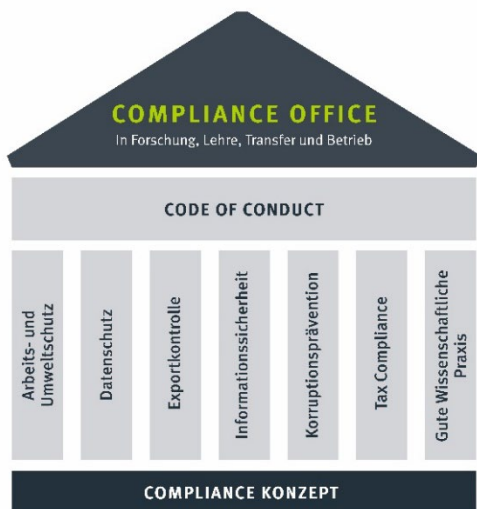 COMPLIANCE OFFICE
In Forschung, Lehre, Transfer und Betrieb
CODE OF CONDUCT
Arbeits- und
Umweltschutz
Datenschutz
Exportkontrolle
Informationssicherheit
Korruptionsprävention
Tax Compliance
Gute Wissenschaftliche
Praxis
COMPLIANCE KONZEPT